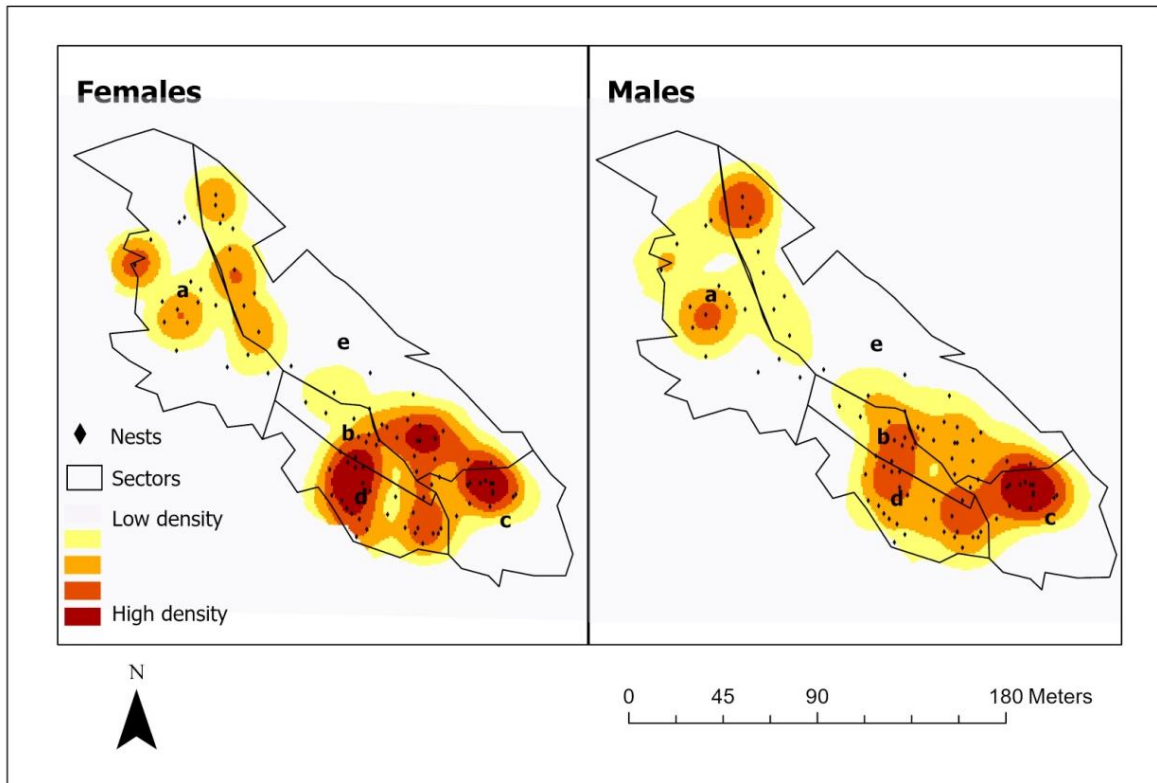 Females
a
e
b
d
c
Nests
Sectors
Low density
High density
Males
a
e
b
d
c
N
0 45 90 180 Meters